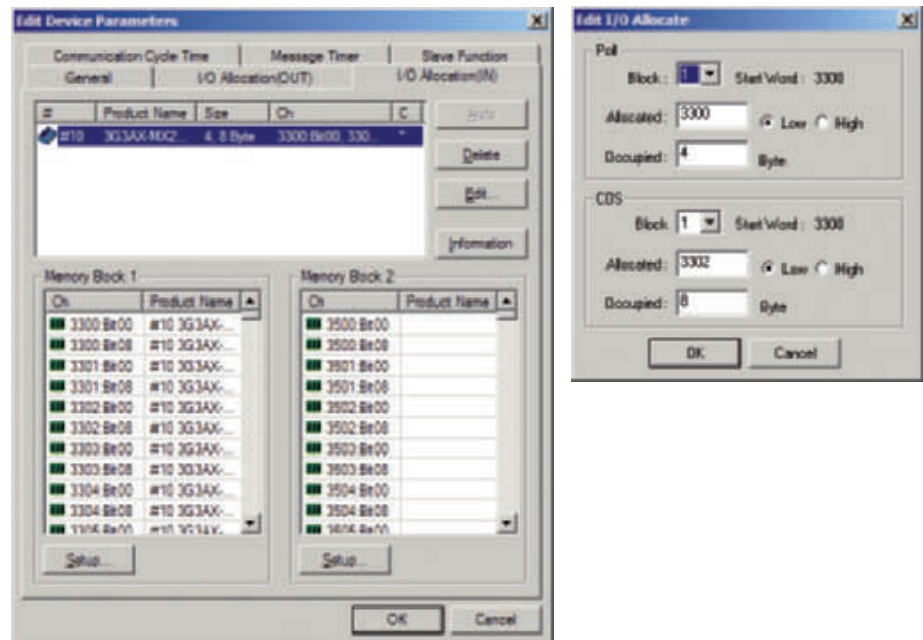 Edit Device Parameters
Communication Cycle Time
Message Timer
Slave Function
General
I/O Allocation(OUT)
I/O Allocation(IN)
#
Product Name
Size
Ch
C
#10
3G3AX-MX2...
4, 8 Byte
3300:Bit00, 330...
*
Auto
Delete
Edit...
Information
Memory Block 1
Ch
Product Name
3300:Bit00 #10 3G3AX-...
3300:Bit08 #10 3G3AX-...
3301:Bit00 #10 3G3AX-...
3301:Bit08 #10 3G3AX-...
3302:Bit00 #10 3G3AX-...
3302:Bit08 #10 3G3AX-...
3303:Bit00 #10 3G3AX-...
3303:Bit08 #10 3G3AX-...
3304:Bit00 #10 3G3AX-...
3304:Bit08 #10 3G3AX-...
3305:Bit00 #10 3G3AX-...
Setup...
Memory Block 2
Ch
Product Name
3500:Bit00
3500:Bit08
3501:Bit00
3501:Bit08
3502:Bit00
3502:Bit08
3503:Bit00
3503:Bit08
3504:Bit00
3504:Bit08
3505:Bit00
Setup...
OK
Cancel
Edit I/O Allocate
Poll
Block : 1 Start Word : 3300
Allocated : 3300 Low High
Occupied : 4 Byte
COS
Block 1 Start Word : 3300
Allocated : 3302 Low High
Occupied : 8 Byte
OK
Cancel